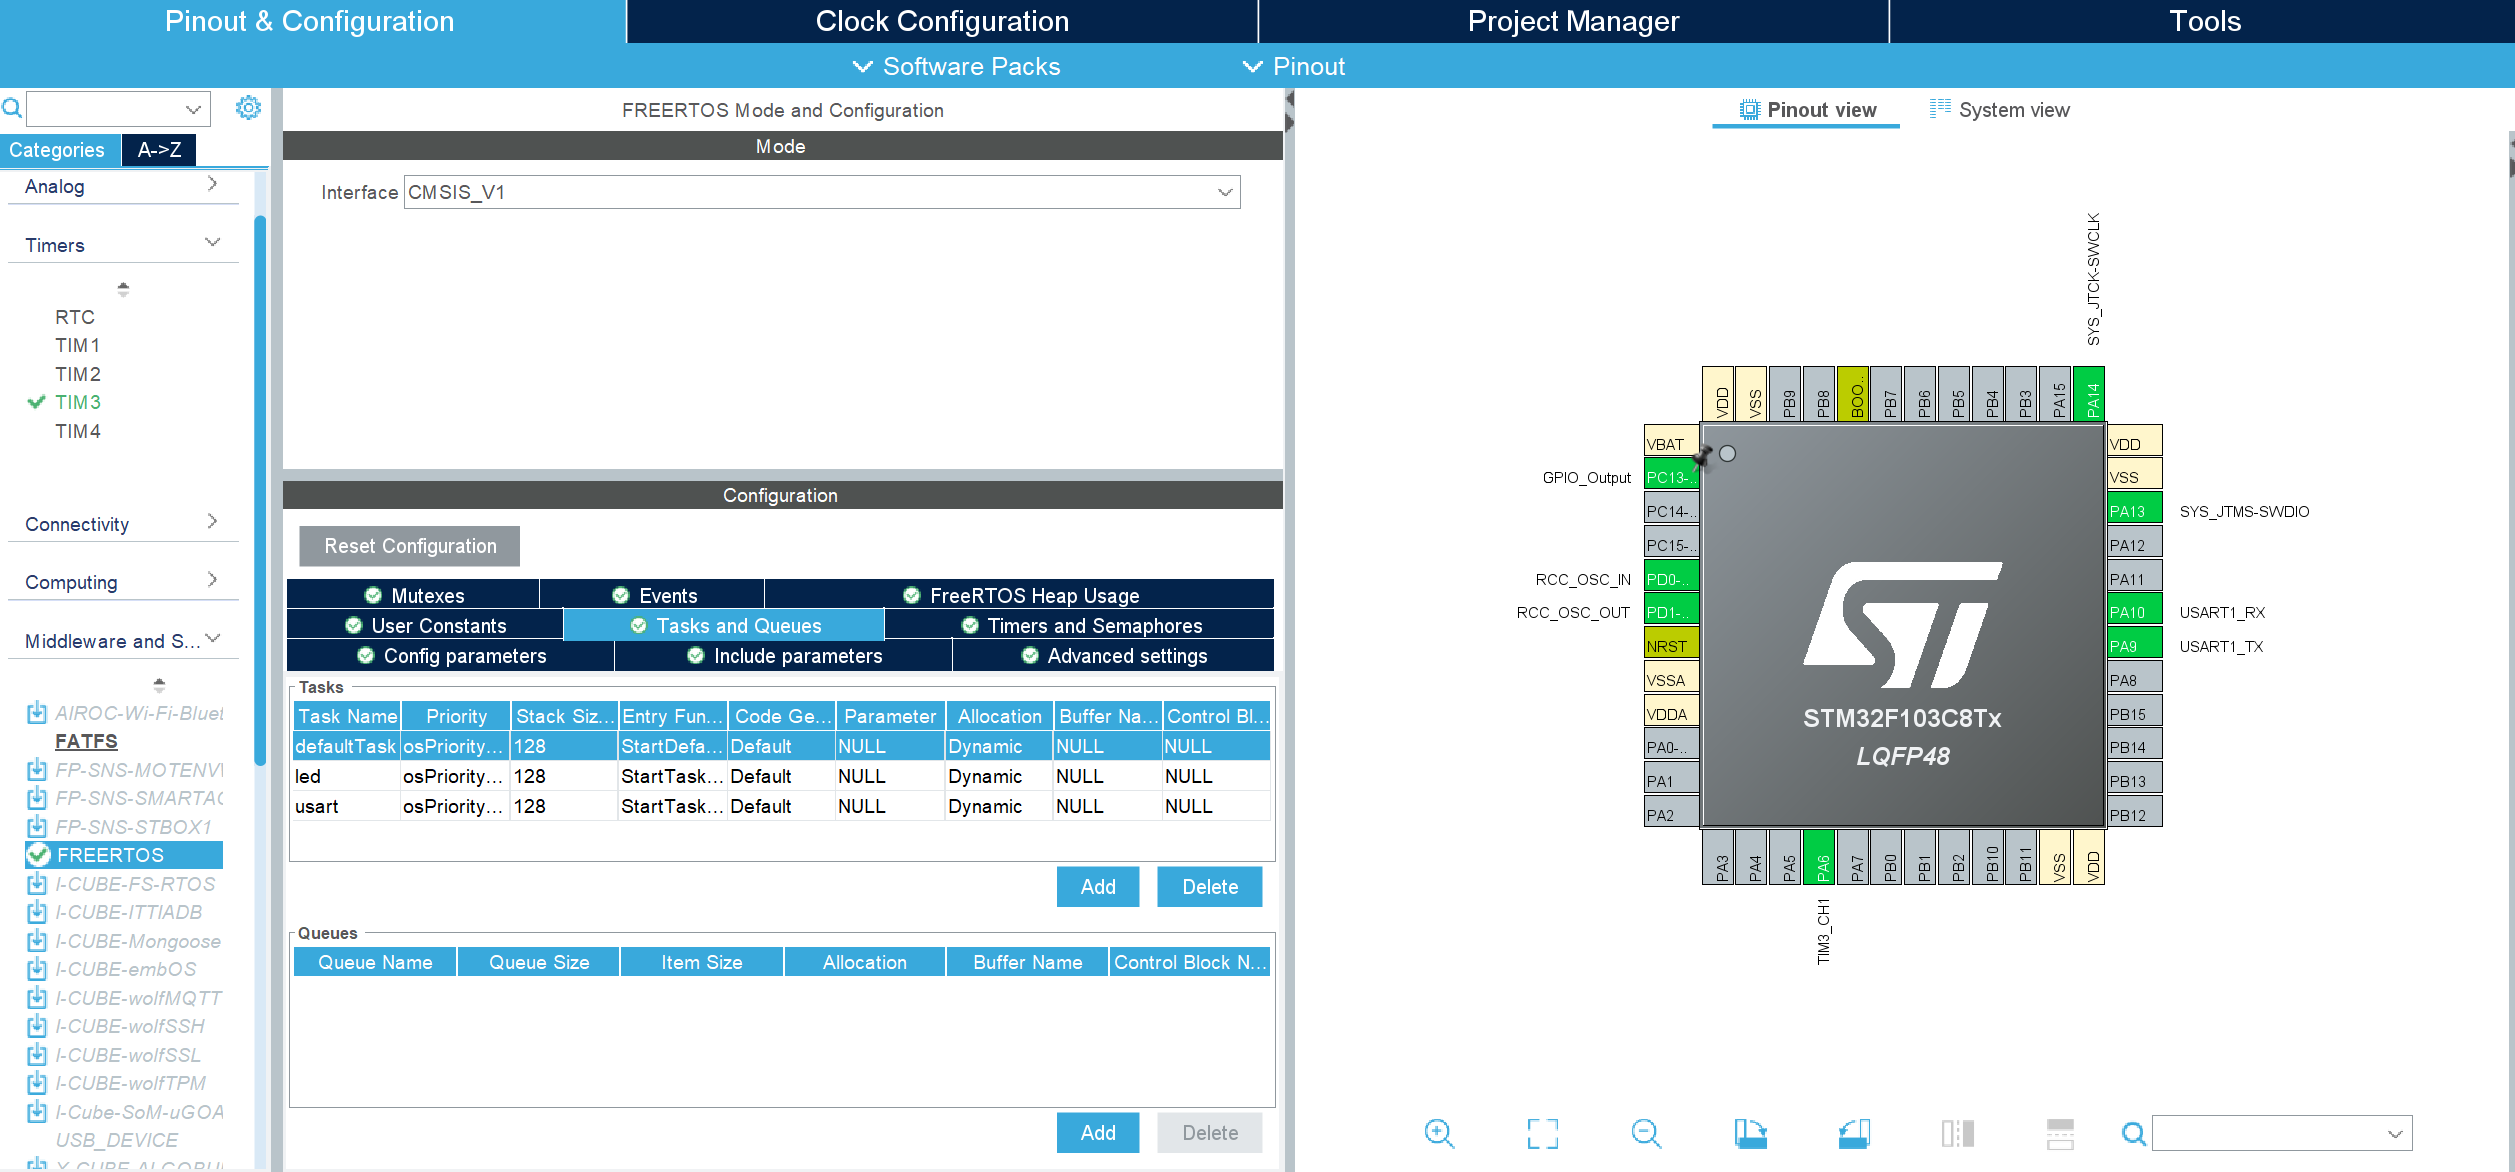 Pinout & Configuration
Clock Configuration
Project Manager
Tools
Software Packs
Pinout
Categories
A->Z
Analog
Timers
RTC
TIM1
TIM2
TIM3
TIM4
Connectivity
Computing
Middleware and S...
AIROC-Wi-Fi-Bluet
FATFS
FP-SNS-MOTENV
FP-SNS-SMARTAG
FP-SNS-STBOX1
FREERTOS
I-CUBE-FS-RTOS
I-CUBE-ITTIADB
I-CUBE-Mongoose
I-CUBE-embOS
I-CUBE-wolfMQTT
I-CUBE-wolfSSH
I-CUBE-wolfSSL
I-CUBE-wolfTPM
I-Cube-SoM-uGOA
USB_DEVICE
FREERTOS Mode and Configuration
Mode
Interface CMSIS_V1
Configuration
Reset Configuration
Mutexes
Events
FreeRTOS Heap Usage
User Constants
Tasks and Queues
Timers and Semaphores
Config parameters
Include parameters
Advanced settings
Tasks
Task Name Priority Stack Siz... Entry Fun... Code Ge... Parameter Allocation Buffer Na... Control Bl...
defaultTask osPriority... 128 StartDefa... Default NULL Dynamic NULL NULL
led osPriority... 128 StartTask... Default NULL Dynamic NULL NULL
usart osPriority... 128 StartTask... Default NULL Dynamic NULL NULL
Add
Delete
Queues
Queue Name Queue Size Item Size Allocation Buffer Name Control Block N...
Add
Delete
Pinout view
System view
SYS_JTCK-SWCLK
VDD
VSS
PB9
PB8
BOO..
PB7
PB6
PB5
PB4
PB3
PA15
PA14
VBAT
GPIO_Output PC13-..
PC14-..
PC15-..
RCC_OSC_IN PD0-..
RCC_OSC_OUT PD1-..
NRST
VSSA
VDDA
PA0-..
PA1
PA2
STM32F103C8Tx
LQFP48
VDD
VSS
PA13 SYS_JTMS-SWDIO
PA12
PA11
PA10 USART1_RX
PA9 USART1_TX
PA8
PB15
PB14
PB13
PB12
PA3
PA4
PA5
PA6
PA7
PB0
PB1
PB2
PB10
PB11
VSS
VDD
TIM3_CH1